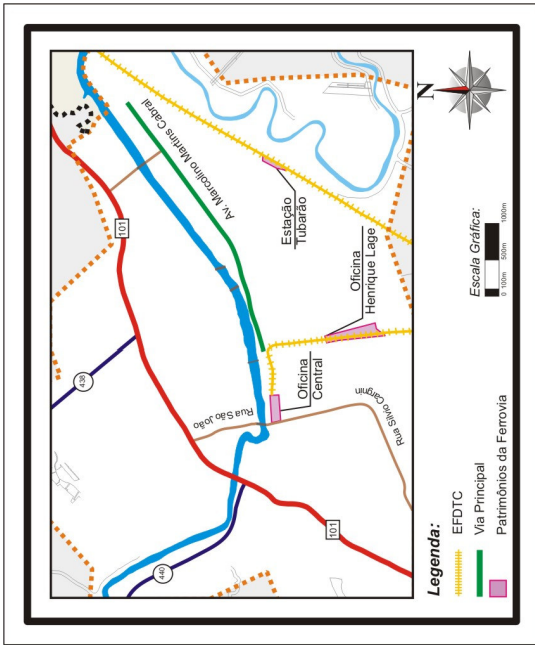 Av. Marcolino Martins Cabral
101
Estação
Tubarão
Oficina
Henrique Lage
438
Oficina
Central
Rua São João
Rua Silvio Cargnin
101
440
N
Escala Gráfica:
0 100m 500m 1000m
Legenda:
EFDTC
Via Principal
Patrimônios da Ferrovia